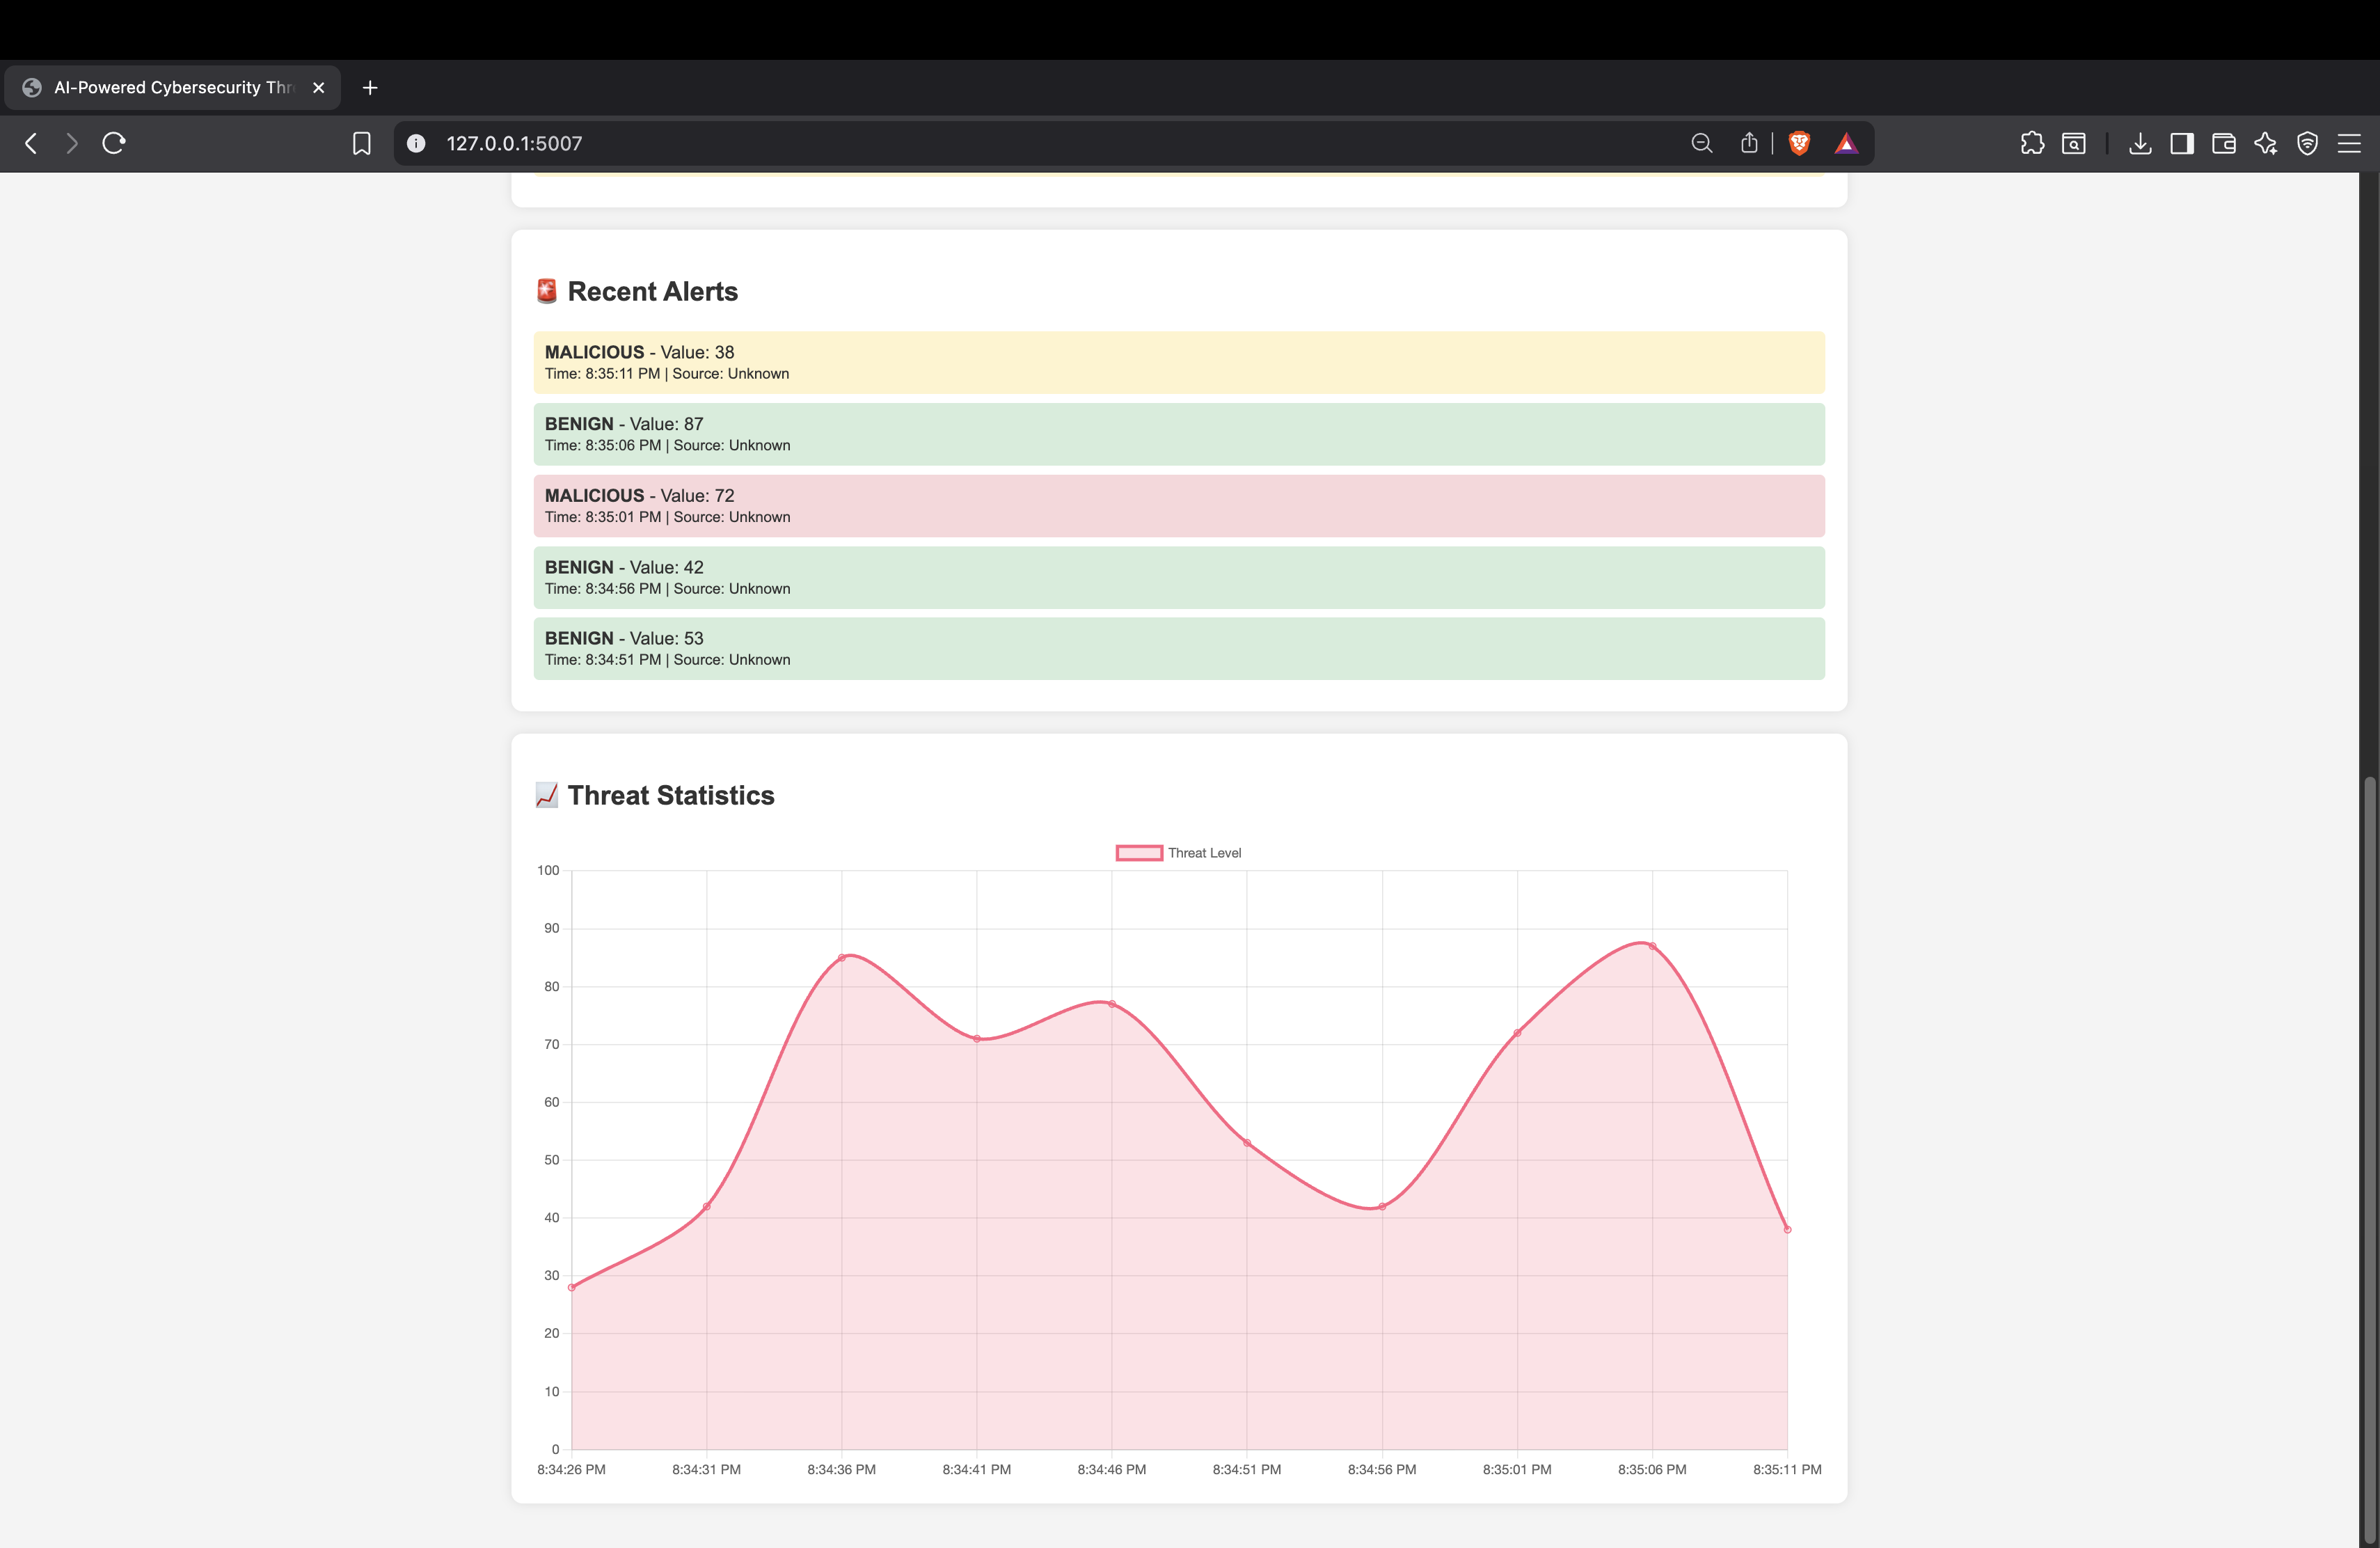 AI-Powered Cybersecurity Thr
127.0.0.1:5007
Recent Alerts
MALICIOUS - Value: 38
Time: 8:35:11 PM | Source: Unknown
BENIGN - Value: 87
Time: 8:35:06 PM | Source: Unknown
MALICIOUS - Value: 72
Time: 8:35:01 PM | Source: Unknown
BENIGN - Value: 42
Time: 8:34:56 PM | Source: Unknown
BENIGN - Value: 53
Time: 8:34:51 PM | Source: Unknown
Threat Statistics
Threat Level
100
90
80
70
60
50
40
30
20
10
0
8:34:26 PM 8:34:31 PM 8:34:36 PM 8:34:41 PM 8:34:46 PM 8:34:51 PM 8:34:56 PM 8:35:01 PM 8:35:06 PM 8:35:11 PM